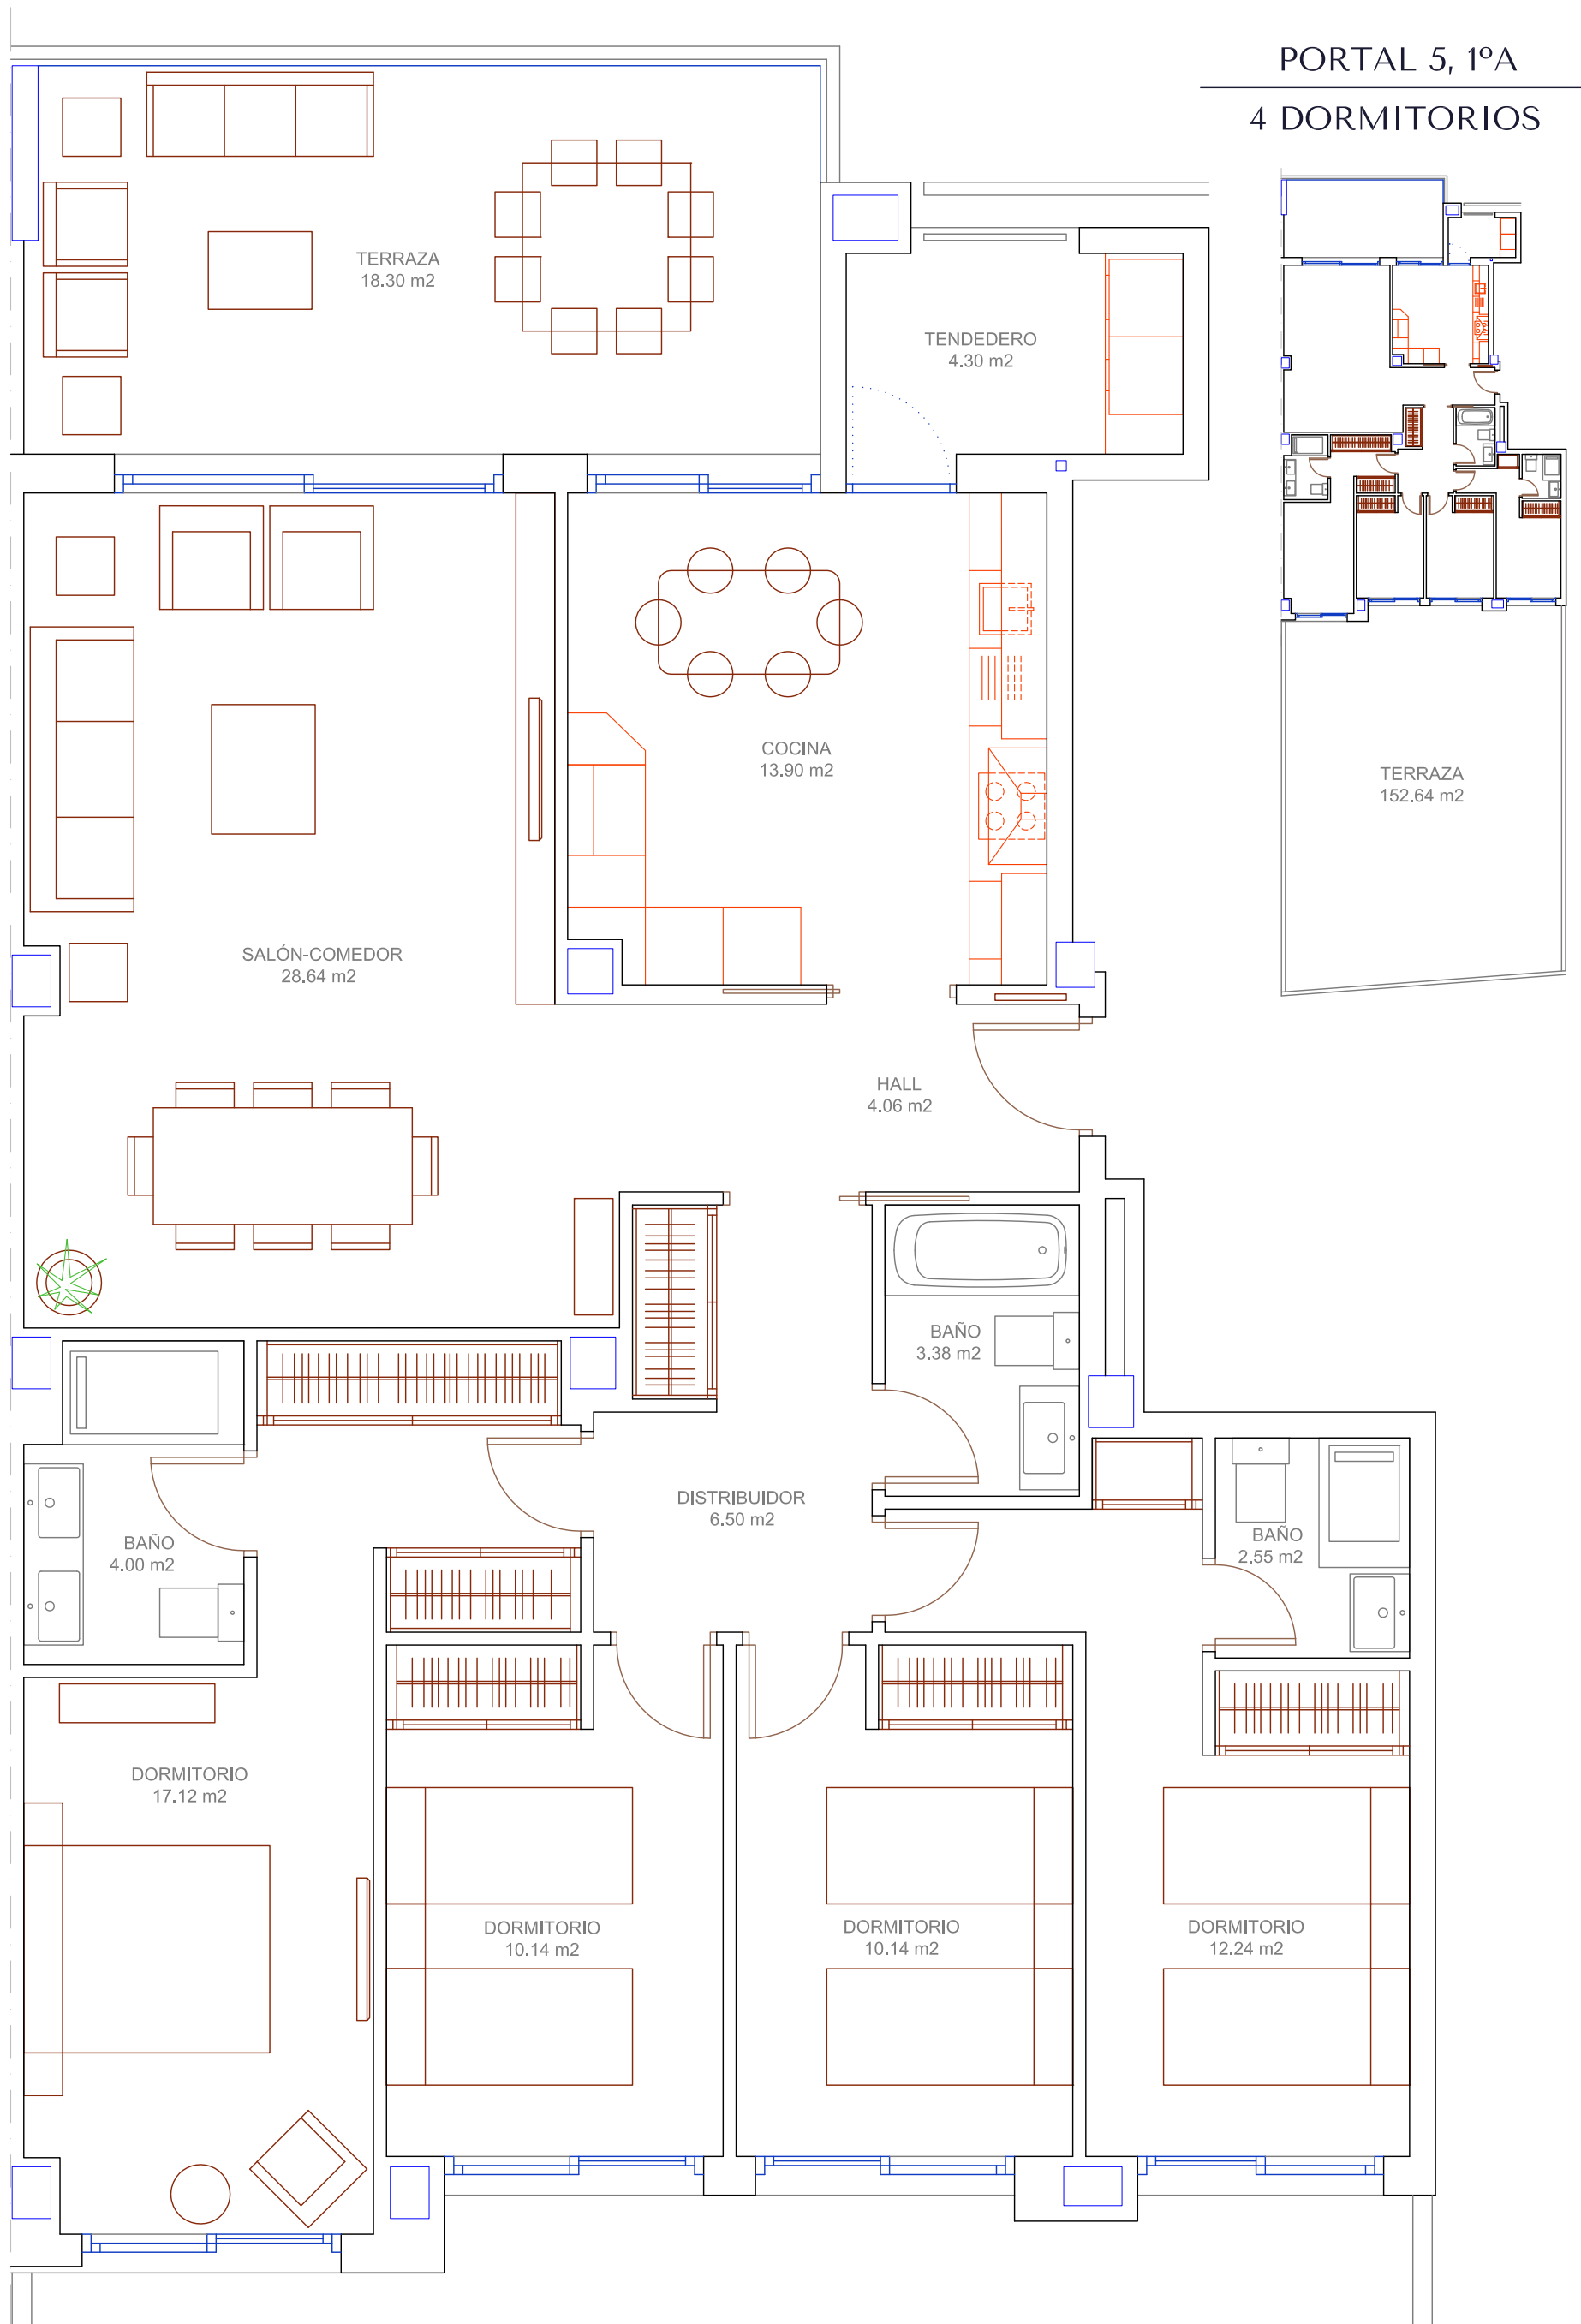 PORTAL 5, 1ºA
4 DORMITORIOS
TERRAZA
18.30 m2
TENDEDERO
4.30 m2
COCINA
13.90 m2
TERRAZA
152.64 m2
SALÓN-COMEDOR
28.64 m2
HALL
4.06 m2
BAÑO
3.38 m2
DISTRIBUIDOR
6.50 m2
BAÑO
4.00 m2
BAÑO
2.55 m2
DORMITORIO
17.12 m2
DORMITORIO
10.14 m2
DORMITORIO
10.14 m2
DORMITORIO
12.24 m2